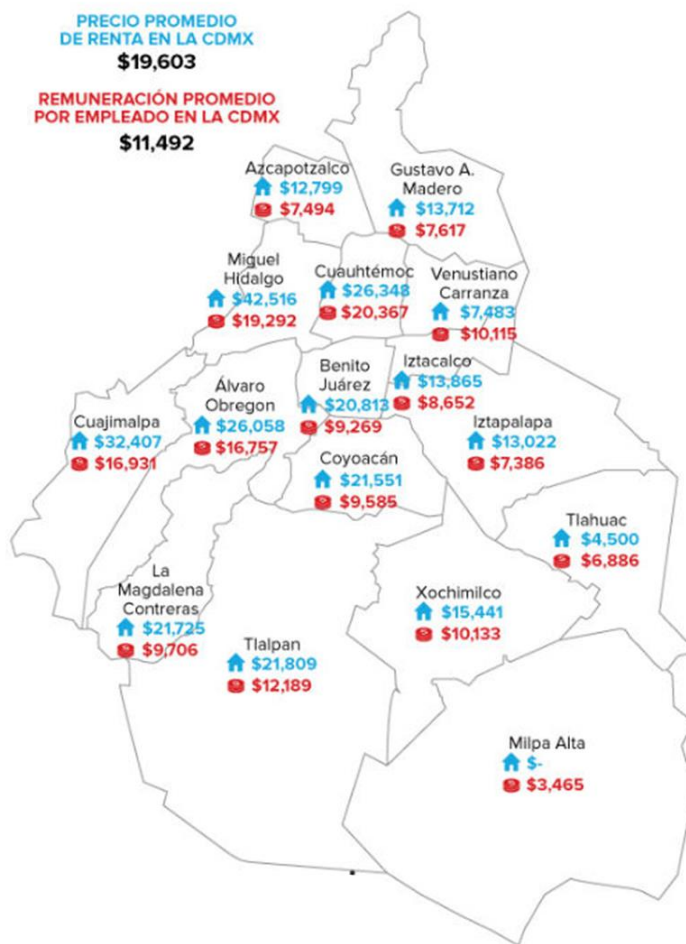 PRECIO PROMEDIO
DE RENTA EN LA CDMX
$19,603
REMUNERACIÓN PROMEDIO
POR EMPLEADO EN LA CDMX
$11,492
Azcapotzalco
$12,799
$7,494
Gustavo A.
Madero
$13,712
$7,617
Miguel
Hidalgo
$42,516
$19,292
Cuauhtémoc
$26,348
$20,367
Venustiano
Carranza
$7,483
$10,115
Cuajimalpa
$32,407
$16,931
Álvaro
Obregon
$26,058
$16,757
Benito
Juárez
$20,813
$9,269
Iztacalco
$13,865
$8,652
Iztapalapa
$13,022
$7,386
Coyoacán
$21,551
$9,585
Tlahuac
$4,500
$6,886
La
Magdalena
Contreras
$21,725
$9,706
Tlalpan
$21,809
$12,189
Xochimilco
$15,441
$10,133
Milpa Alta
$-
$3,465